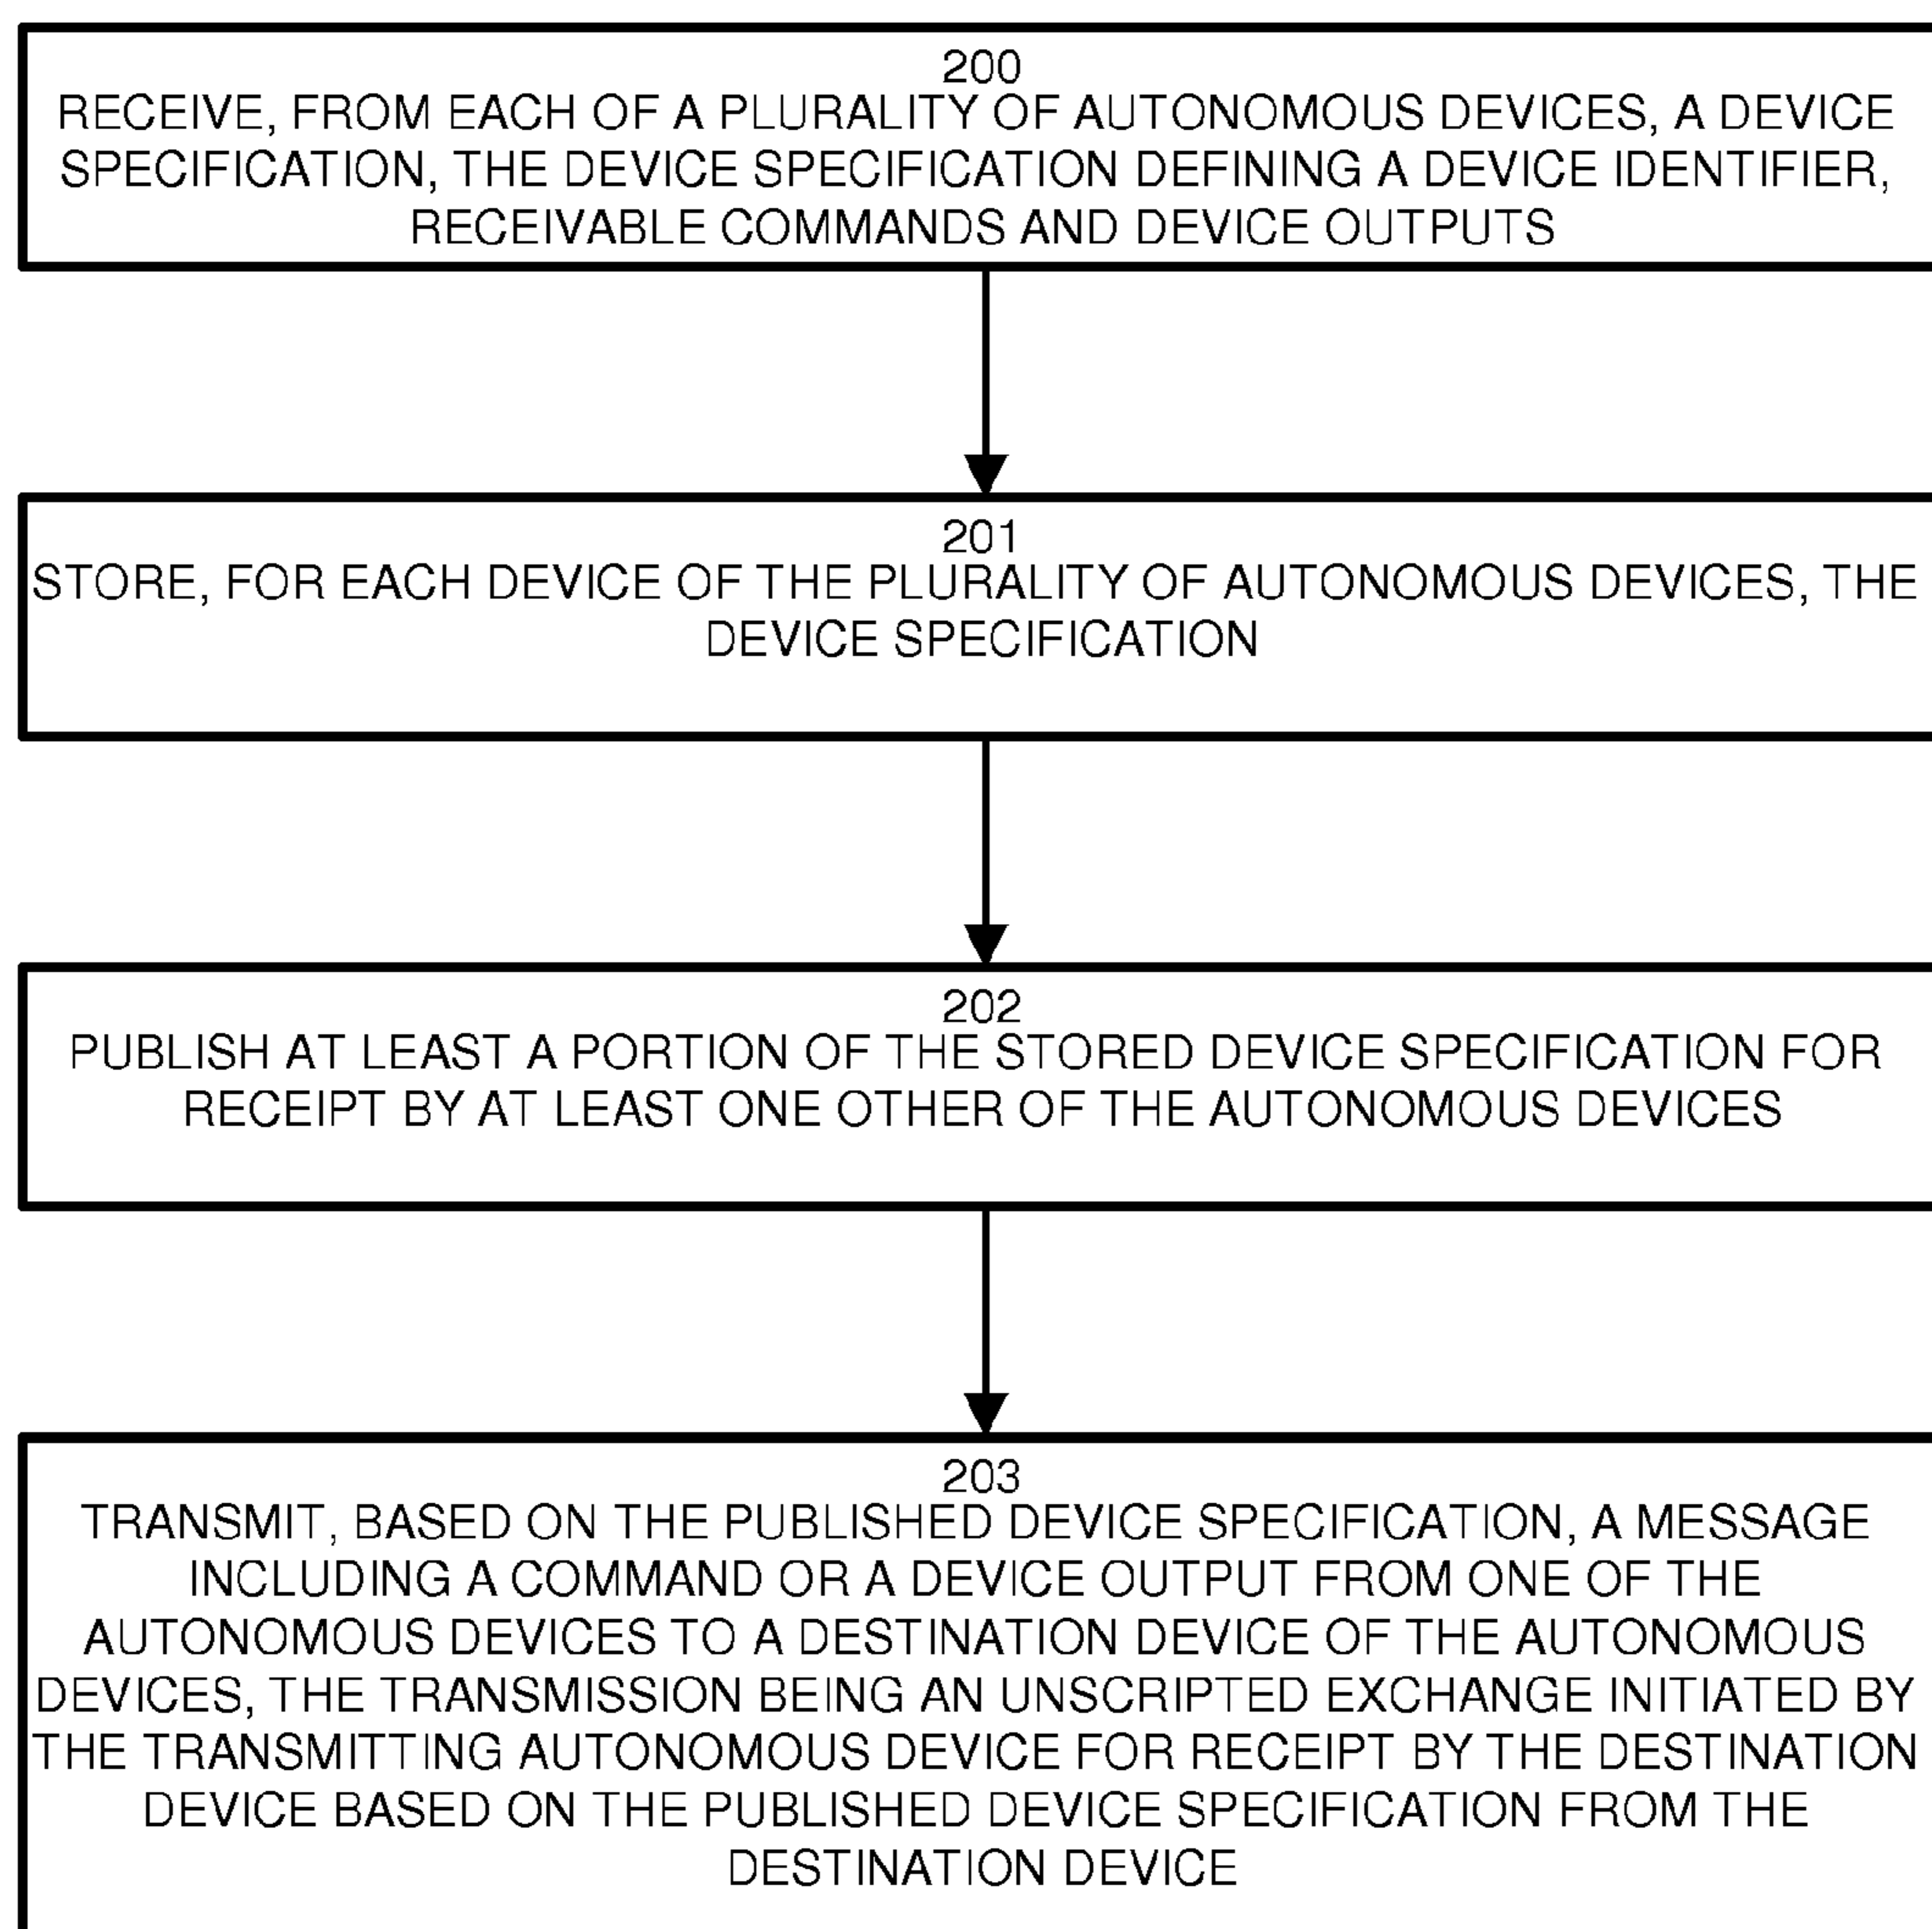 200
RECEIVE, FROM EACH OF A PLURALITY OF AUTONOMOUS DEVICES, A DEVICE
SPECIFICATION, THE DEVICE SPECIFICATION DEFINING A DEVICE IDENTIFIER,
RECEIVABLE COMMANDS AND DEVICE OUTPUTS
201
STORE, FOR EACH DEVICE OF THE PLURALITY OF AUTONOMOUS DEVICES, THE
DEVICE SPECIFICATION
202
PUBLISH AT LEAST A PORTION OF THE STORED DEVICE SPECIFICATION FOR
RECEIPT BY AT LEAST ONE OTHER OF THE AUTONOMOUS DEVICES
203
TRANSMIT, BASED ON THE PUBLISHED DEVICE SPECIFICATION, A MESSAGE
INCLUDING A COMMAND OR A DEVICE OUTPUT FROM ONE OF THE
AUTONOMOUS DEVICES TO A DESTINATION DEVICE OF THE AUTONOMOUS
DEVICES, THE TRANSMISSION BEING AN UNSCRIPTED EXCHANGE INITIATED BY
THE TRANSMITTING AUTONOMOUS DEVICE FOR RECEIPT BY THE DESTINATION
DEVICE BASED ON THE PUBLISHED DEVICE SPECIFICATION FROM THE
DESTINATION DEVICE